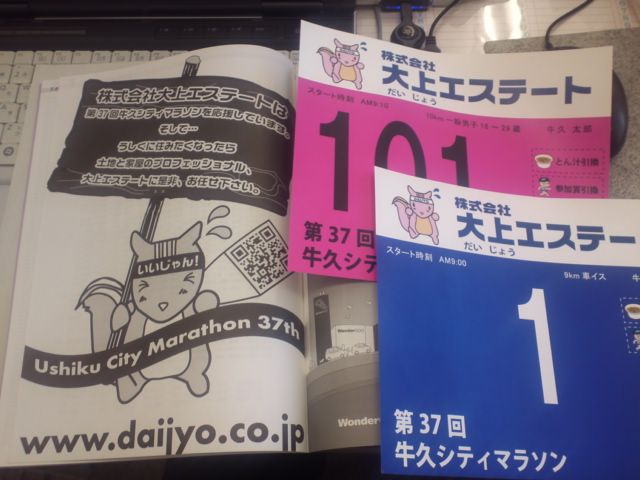 株式会社大上エステートは
第37回牛久シティマラソンを応援しています。
そして…
うしくに住みたくなったら
土地と家屋のプロフェッショナル、
大上エステートに是非、お任せ下さい。
いいじゃん!
Ushiku City Marathon 37th
www.daijyo.co.jp
Wonder
Wonder
株式会社
大上エステート
だいじょう
スタート時刻 AM9:10
10km 一般男子 16～29歳
牛久 太郎
101
とん汁引換
参加賞引換
第37回
牛久シテ
株式会社
大上エステー
だいじょう
スタート時刻 AM9:00
9km 車イス
牛
1
第37回
牛久シティマラソン